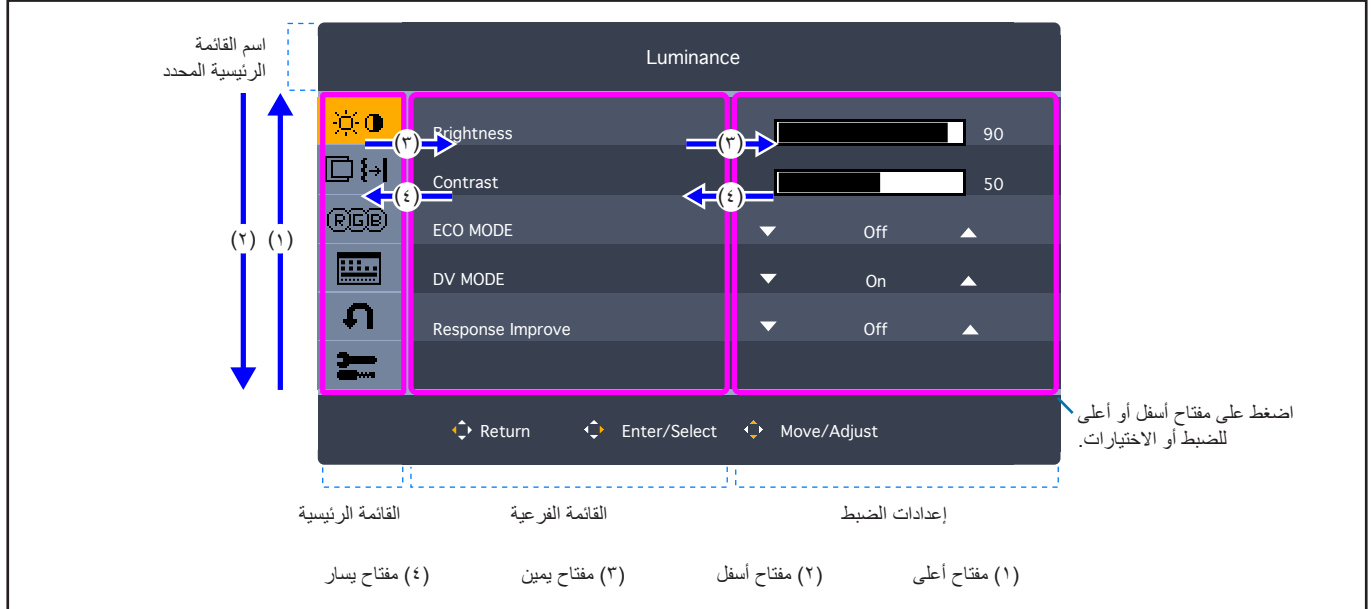 اسم القائمة
الرئيسية المحدد
Luminance
(٢) (١)
Brightness
90
(٣)
(٣)
Contrast
50
(٤)
(٤)
RGB
ECO MODE
Off
DV MODE
On
Response Improve
Off
Return
Enter/Select
Move/Adjust
اضغط على مفتاح أسفل أو أعلى
للضبط أو الاختيارات.
القائمة الرئيسية
القائمة الفرعية
إعدادات الضبط
(١) مفتاح أعلى
(٢) مفتاح أسفل
(٣) مفتاح يمين
(٤) مفتاح يسار